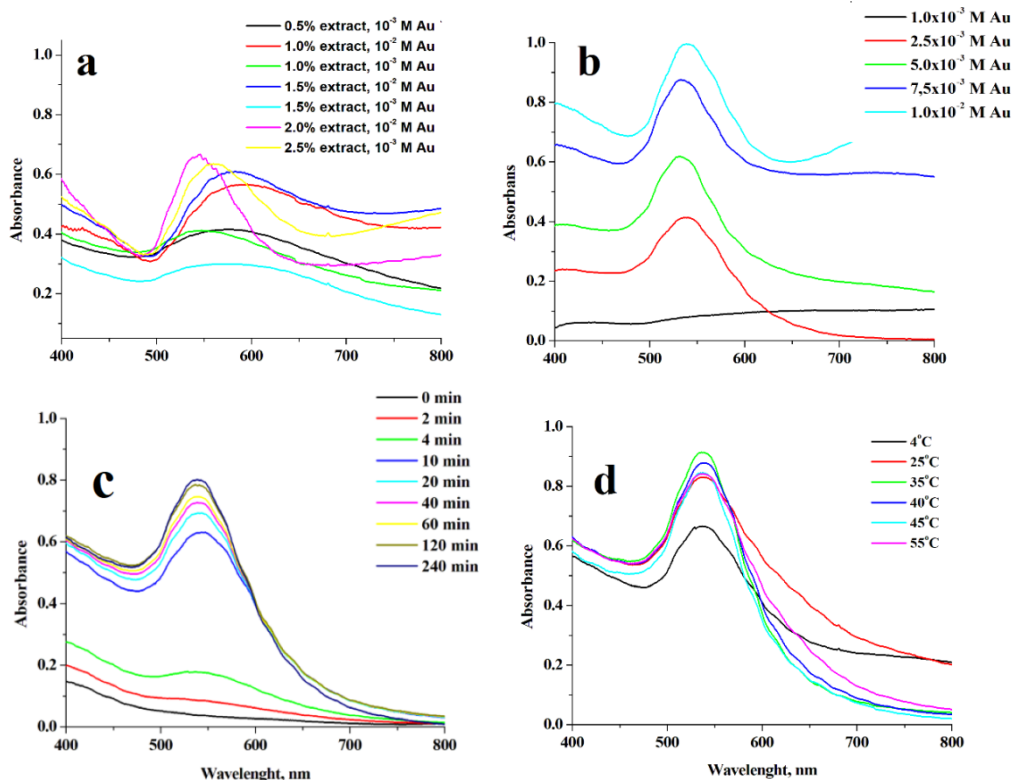 a
0.5% extract, 10⁻³ M Au
1.0% extract, 10⁻² M Au
1.0% extract, 10⁻³ M Au
1.5% extract, 10⁻² M Au
1.5% extract, 10⁻³ M Au
2.0% extract, 10⁻² M Au
2.5% extract, 10⁻³ M Au
Absorbance
1.0
0.8
0.6
0.4
0.2
400 500 600 700 800
b
1.0x10⁻³ M Au
2.5x10⁻³ M Au
5.0x10⁻³ M Au
7,5x10⁻³ M Au
1.0x10⁻² M Au
Absorbans
1.0
0.8
0.6
0.4
0.2
0.0
400 500 600 700 800
c
0 min
2 min
4 min
10 min
20 min
40 min
60 min
120 min
240 min
Absorbance
1.0
0.8
0.6
0.4
0.2
0.0
400 500 600 700 800
Wavelenght, nm
d
4°C
25°C
35°C
40°C
45°C
55°C
Absorbance
1.0
0.8
0.6
0.4
0.2
0.0
400 500 600 700 800
Wavelenght, nm